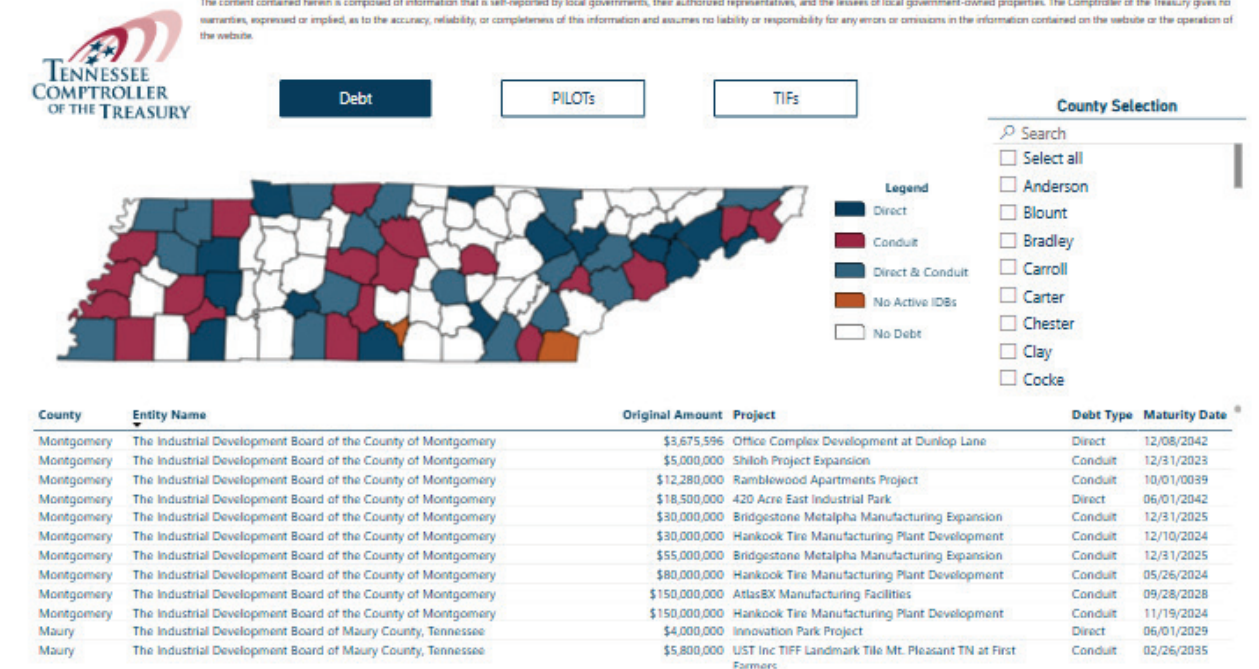 The content contained herein is composed of information that is self-reported by local governments, their authorized representatives, and the lessees of local government-owned properties. The Comptroller of the Treasury gives no
warranties, expressed or implied, as to the accuracy, reliability, or completeness of this information and assumes no liability or responsibility for any errors or omissions in the information contained on the website or the operation of
the website.
TENNESSEE
COMPTROLLER
OF THE TREASURY
Debt
PILOTs
TIFs
County Selection
Search
Select all
Anderson
Blount
Bradley
Carroll
Carter
Chester
Clay
Cocke
Legend
Direct
Conduit
Direct & Conduit
No Active IDBs
No Debt
County Entity Name Original Amount Project Debt Type Maturity Date
Montgomery The Industrial Development Board of the County of Montgomery $3,675,596 Office Complex Development at Dunlop Lane Direct 12/08/2042
Montgomery The Industrial Development Board of the County of Montgomery $5,000,000 Shiloh Project Expansion Conduit 12/31/2023
Montgomery The Industrial Development Board of the County of Montgomery $12,280,000 Ramblewood Apartments Project Conduit 10/01/0039
Montgomery The Industrial Development Board of the County of Montgomery $18,500,000 420 Acre East Industrial Park Direct 06/01/2042
Montgomery The Industrial Development Board of the County of Montgomery $30,000,000 Bridgestone Metalpha Manufacturing Expansion Conduit 12/31/2025
Montgomery The Industrial Development Board of the County of Montgomery $30,000,000 Hankook Tire Manufacturing Plant Development Conduit 12/10/2024
Montgomery The Industrial Development Board of the County of Montgomery $55,000,000 Bridgestone Metalpha Manufacturing Expansion Conduit 12/31/2025
Montgomery The Industrial Development Board of the County of Montgomery $80,000,000 Hankook Tire Manufacturing Plant Development Conduit 05/26/2024
Montgomery The Industrial Development Board of the County of Montgomery $150,000,000 AtlasBX Manufacturing Facilities Conduit 09/28/2028
Montgomery The Industrial Development Board of the County of Montgomery $150,000,000 Hankook Tire Manufacturing Plant Development Conduit 11/19/2024
Maury The Industrial Development Board of Maury County, Tennessee $4,000,000 Innovation Park Project Direct 06/01/2029
Maury The Industrial Development Board of Maury County, Tennessee $5,800,000 UST Inc TIFF Landmark Tile Mt. Pleasant TN at First Conduit 02/26/2035
Farmers